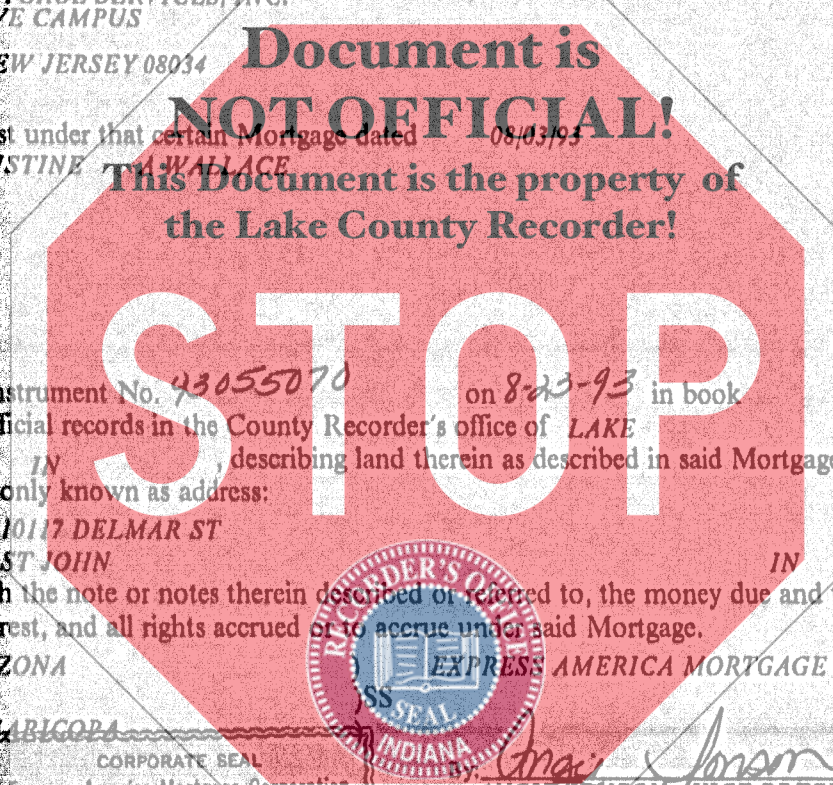 VE CAMPUS
EW JERSEY 08034
Document is
NOT OFFICIAL!
st under that certain Mortgage dated 08/03/93
ISTINE A WALLACE
This Document is the property of
the Lake County Recorder!
STOP
nstrument No. 93055070 on 8-23-93 in book
ficial records in the County Recorder's office of LAKE
IN , describing land therein as described in said Mortgage
only known as address:
10117 DELMAR ST
ST JOHN IN
h the note or notes therein described or referred to, the money due and
rest, and all rights accrued or to accrue under said Mortgage.
ZONA ) EXPRESS AMERICA MORTGAGE
)SS
ARICOPA )
RECORDER'S OFFICE
SEAL
INDIANA
CORPORATE SEAL
By: